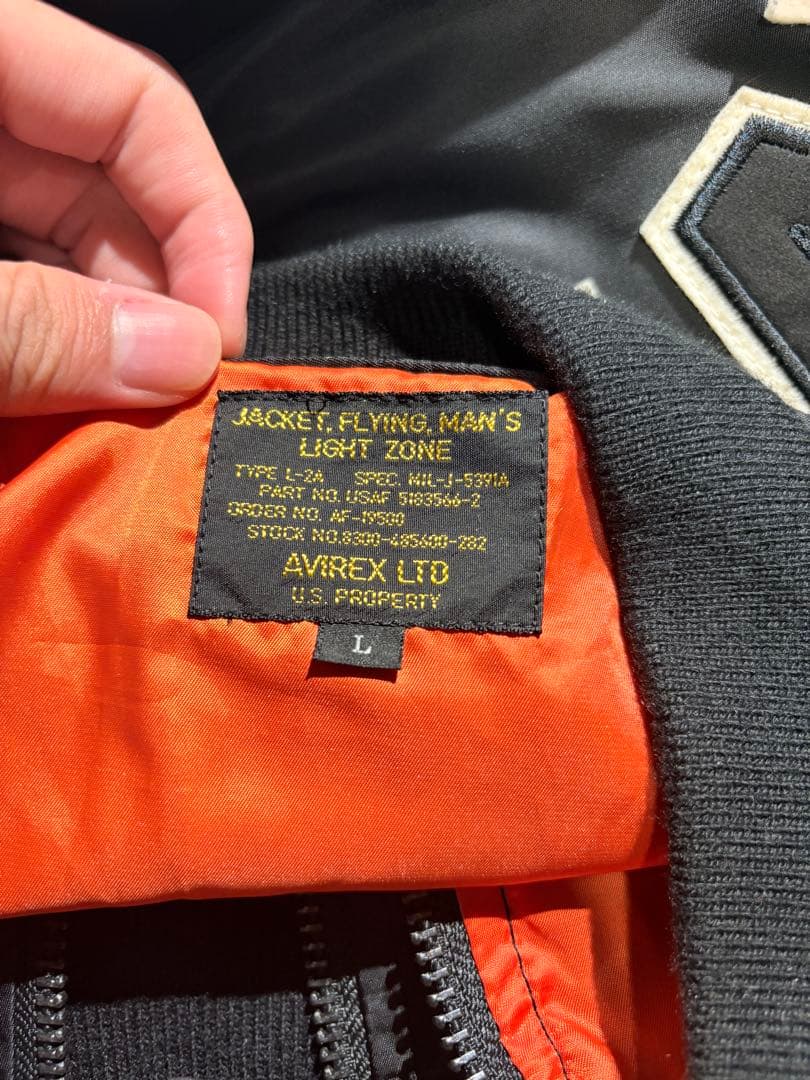 JACKET, FLYING, MAN'S
LIGHT ZONE
TYPE L-2A SPEC. MIL-J-5391A
PART NO. USAF 5183566-2
ORDER NO. AF-19500
STOCK NO.8300-485600-282
AVIREX LTD
U.S. PROPERTY
L